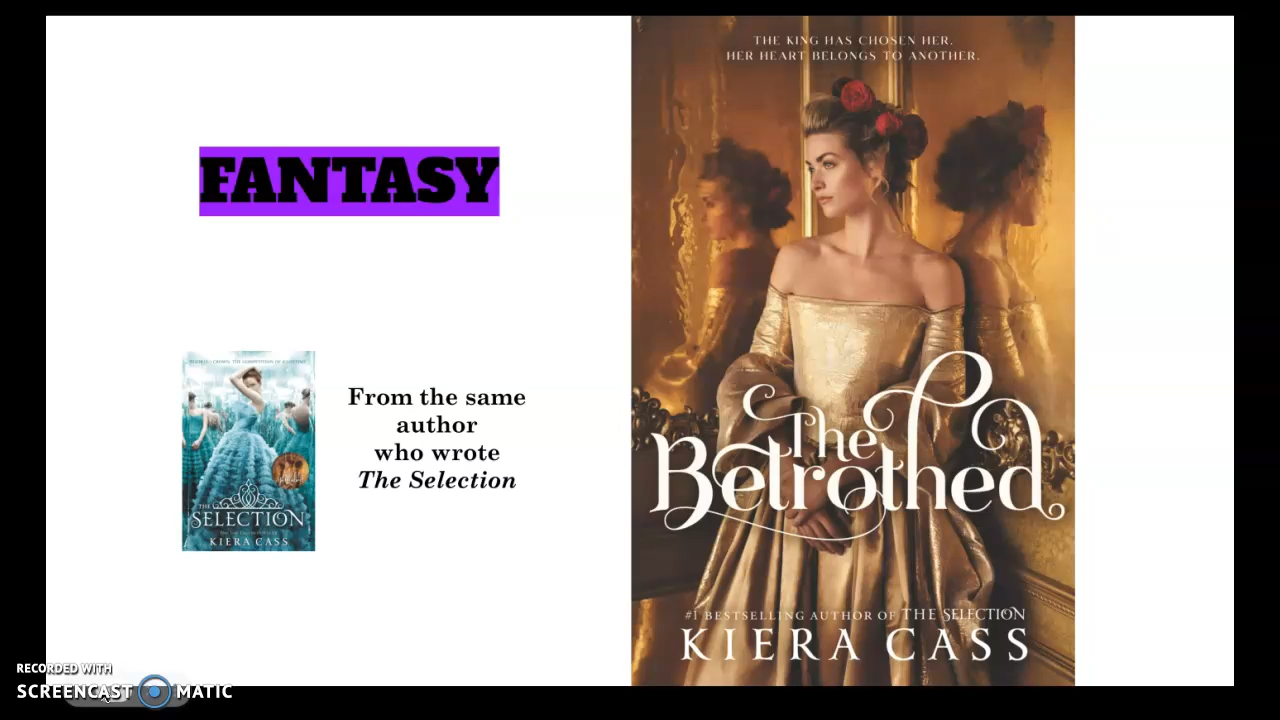 FANTASY
From the same
author
who wrote
The Selection
THE
SELECTION
KIERA CASS
THE KING HAS CHOSEN HER.
HER HEART BELONGS TO ANOTHER.
The
Betrothed
#1 BESTSELLING AUTHOR OF THE SELECTION
KIERA CASS
RECORDED WITH
SCREENCAST MATIC